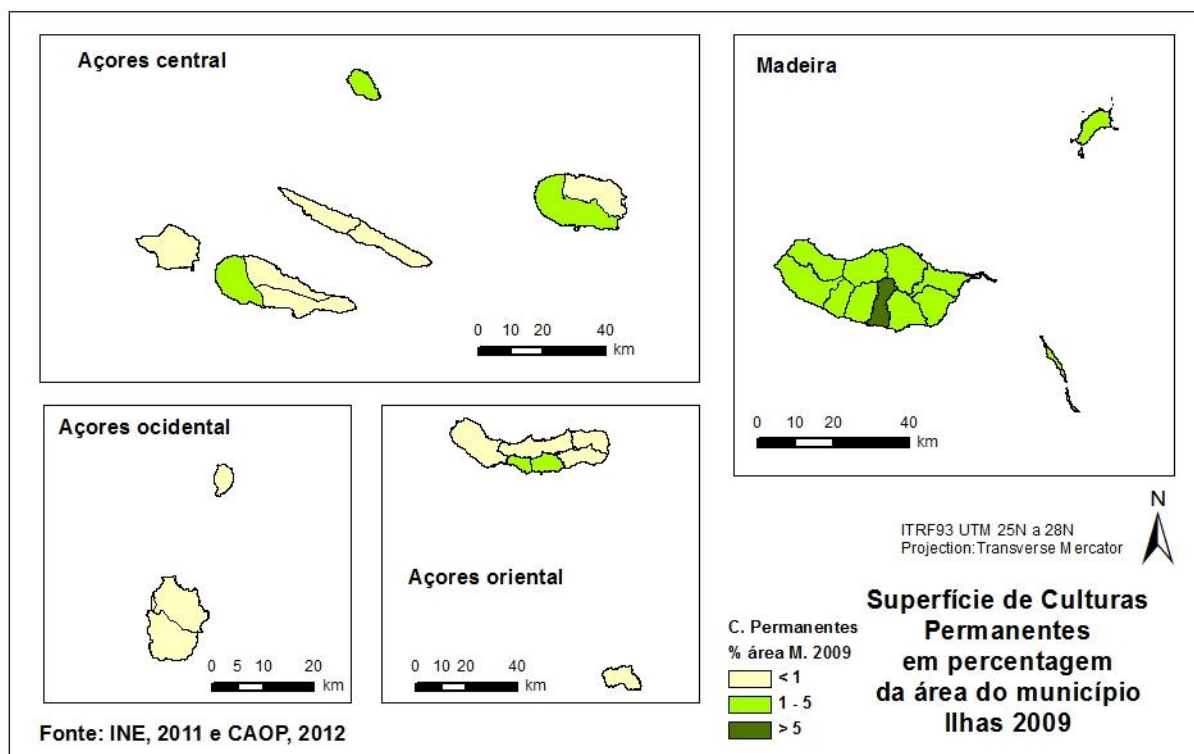 Açores central
0 10 20 40
km
Madeira
0 10 20 40
km
Açores ocidental
0 5 10 20
km
Açores oriental
0 10 20 40
km
N
ITRF93 UTM 25N a 28N
Projection:Transverse Mercator
C. Permanentes
% área M. 2009
< 1
1 - 5
> 5
Superfície de Culturas
Permanentes
em percentagem
da área do município
Ilhas 2009
Fonte: INE, 2011 e CAOP, 2012